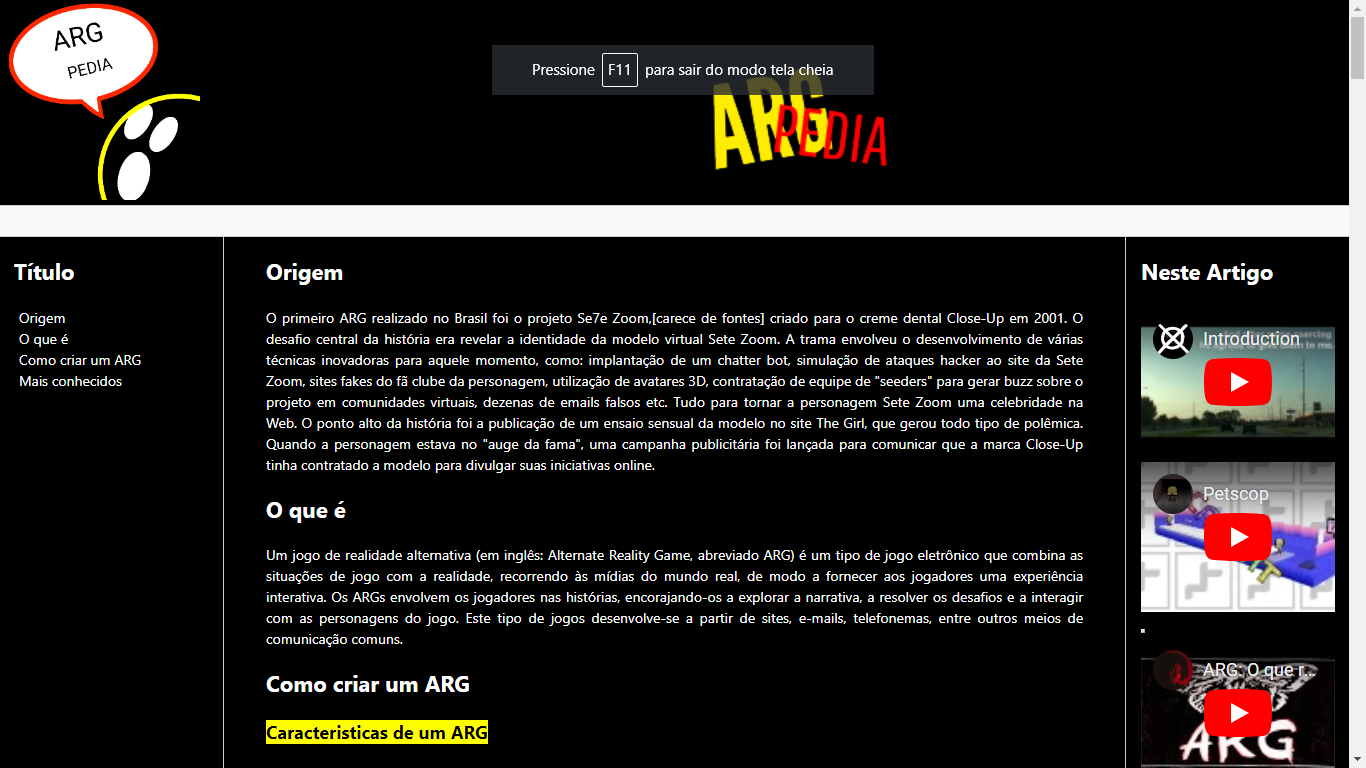 ARG
PEDIA
Pressione F11 para sair do modo tela cheia
ARG
PEDIA
Título
Origem
O que é
Como criar um ARG
Mais conhecidos
Origem
O primeiro ARG realizado no Brasil foi o projeto Se7e Zoom,[carece de fontes] criado para o creme dental Close-Up em 2001. O
desafio central da história era revelar a identidade da modelo virtual Sete Zoom. A trama envolveu o desenvolvimento de várias
técnicas inovadoras para aquele momento, como: implantação de um chatter bot, simulação de ataques hacker ao site da Sete
Zoom, sites fakes do fã clube da personagem, utilização de avatares 3D, contratação de equipe de "seeders" para gerar buzz sobre o
projeto em comunidades virtuais, dezenas de emails falsos etc. Tudo para tornar a personagem Sete Zoom uma celebridade na
Web. O ponto alto da história foi a publicação de um ensaio sensual da modelo no site The Girl, que gerou todo tipo de polêmica.
Quando a personagem estava no "auge da fama", uma campanha publicitária foi lançada para comunicar que a marca Close-Up
tinha contratado a modelo para divulgar suas iniciativas online.
O que é
Um jogo de realidade alternativa (em inglês: Alternate Reality Game, abreviado ARG) é um tipo de jogo eletrônico que combina as
situações de jogo com a realidade, recorrendo às mídias do mundo real, de modo a fornecer aos jogadores uma experiência
interativa. Os ARGs envolvem os jogadores nas histórias, encorajando-os a explorar a narrativa, a resolver os desafios e a interagir
com as personagens do jogo. Este tipo de jogos desenvolve-se a partir de sites, e-mails, telefonemas, entre outros meios de
comunicação comuns.
Como criar um ARG
Caracteristicas de um ARG
Neste Artigo
Introduction
Petscop
ARG: O que r...
ARG